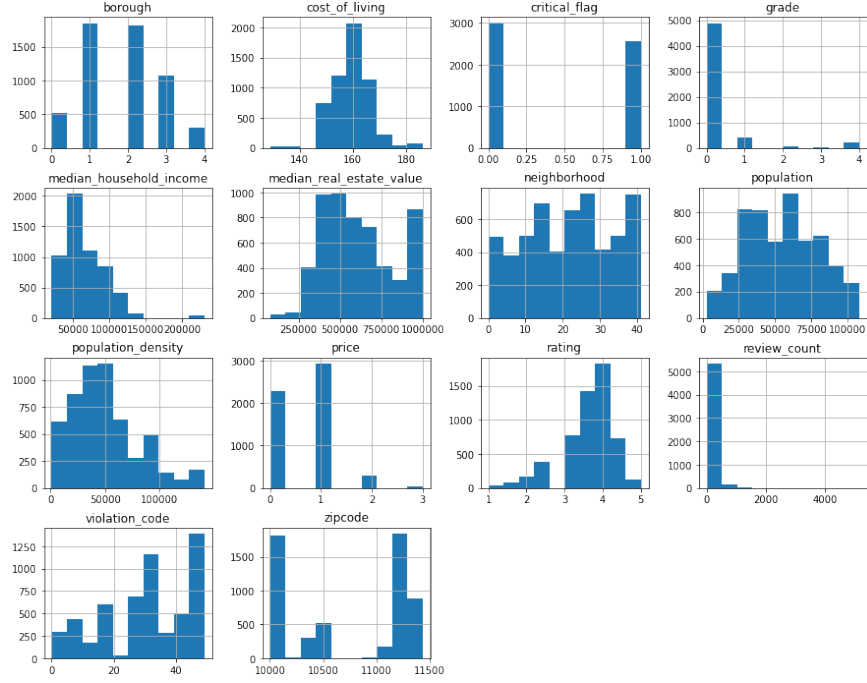 borough
1500
1000
500
0
0 1 2 3 4
cost_of_living
2000
1500
1000
500
0
140 160 180
critical_flag
3000
2000
1000
0
0.00 0.25 0.50 0.75 1.00
grade
5000
4000
3000
2000
1000
0
0 1 2 3 4
median_household_income
2000
1500
1000
500
0
50000 100000 150000 200000
median_real_estate_value
1000
800
600
400
200
0
250000 500000 750000 1000000
neighborhood
600
400
200
0
0 10 20 30 40
population
800
600
400
200
0
0 25000 50000 75000 100000
population_density
1000
750
500
250
0
0 50000 100000
price
3000
2000
1000
0
0 1 2 3
rating
1500
1000
500
0
1 2 3 4 5
review_count
5000
4000
3000
2000
1000
0
0 2000 4000
violation_code
1250
1000
750
500
250
0
0 20 40
zipcode
1500
1000
500
0
10000 10500 11000 11500